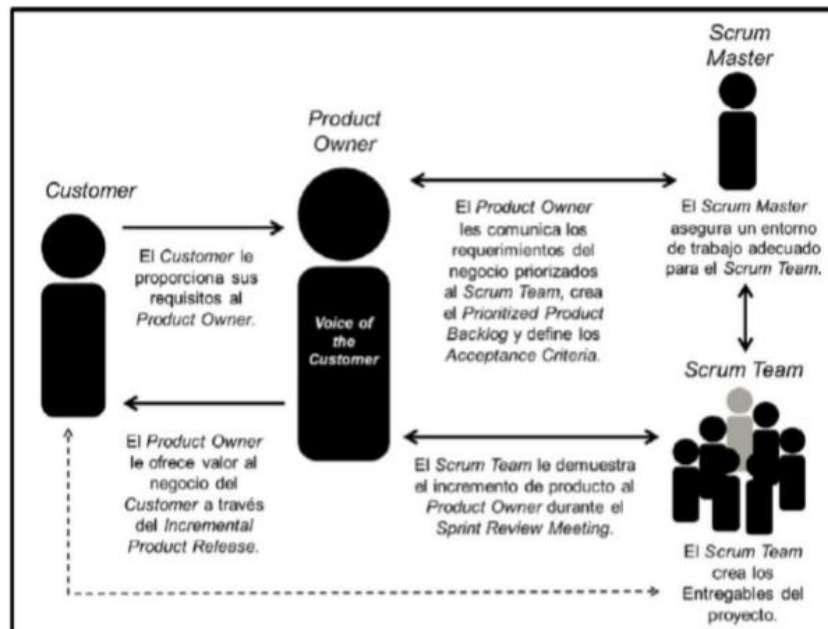 Scrum
Master
Product
Owner
Customer
El Customer le
proporciona sus
requisitos al
Product Owner.
Voice of
the
Customer
El Product Owner
les comunica los
requerimientos del
negocio priorizados
al Scrum Team, crea
el Prioritized Product
Backlog y define los
Acceptance Criteria.
El Scrum Master
asegura un entorno
de trabajo adecuado
para el Scrum Team.
Scrum Team
El Product Owner
le ofrece valor al
negocio del
Customer a través
del Incremental
Product Release.
El Scrum Team le demuestra
el incremento de producto al
Product Owner durante el
Sprint Review Meeting.
El Scrum Team
crea los
Entregables del
proyecto.